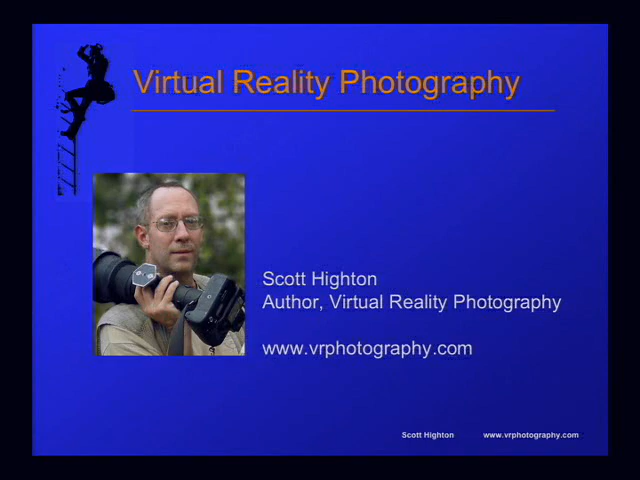 Virtual Reality Photography
Scott Highton
Author, Virtual Reality Photography
www.vrphotography.com
Scott Highton www.vrphotography.com